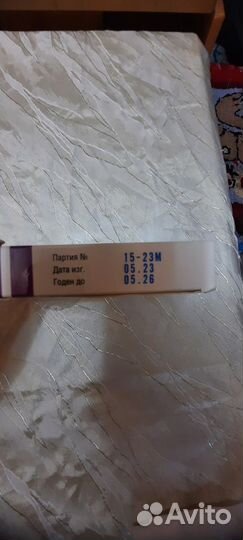 Партия № 15-23М
Дата изг. 05.23
Годен до 05.26
Avito